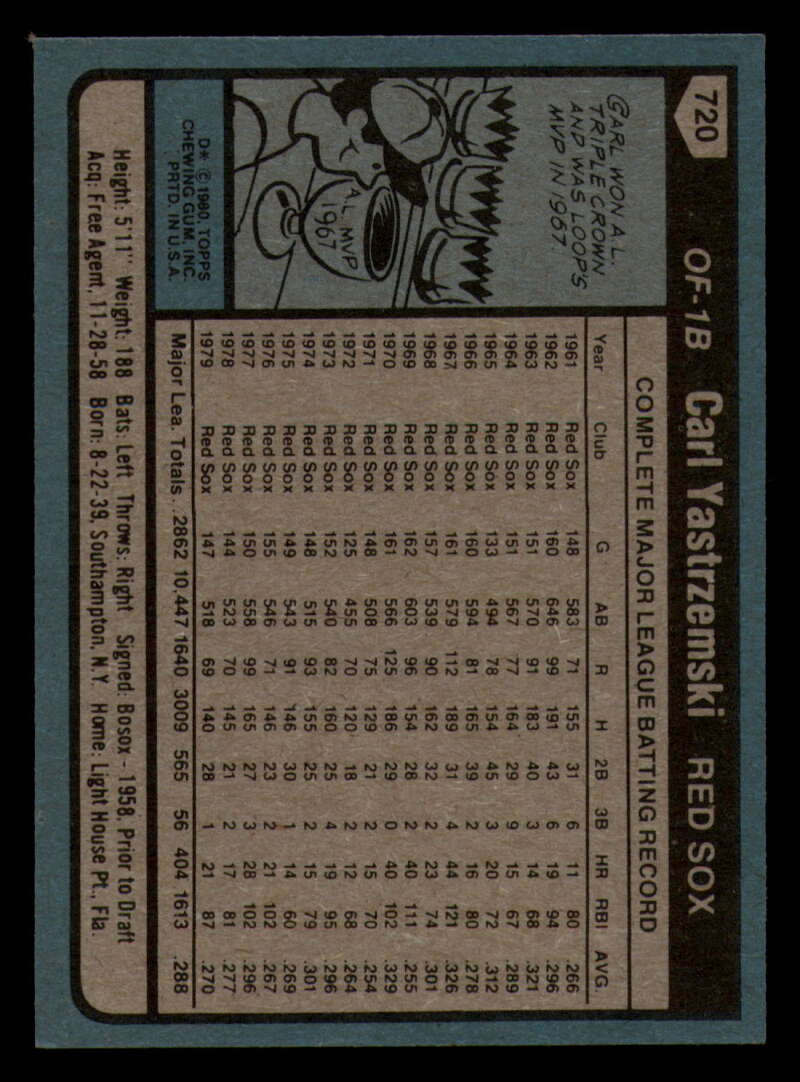 720 OF-1B Carl Yastrzemski RED SOX
CARL WON A.L.
TRIPLE CROWN
AND WAS LOOP'S
MVP IN 1967.
A.L. MVP
1967
D* © 1980, TOPPS
CHEWING GUM, INC.
PRTD. IN U.S.A.
COMPLETE MAJOR LEAGUE BATTING RECORD
Year Club G AB R H 2B 3B HR RBI AVG.
1961 Red Sox 148 583 71 155 31 6 11 80 .266
1962 Red Sox 160 646 99 191 43 6 19 94 .296
1963 Red Sox 151 570 91 183 40 3 14 68 .321
1964 Red Sox 151 567 77 164 29 9 15 67 .289
1965 Red Sox 133 494 78 154 45 3 20 72 .312
1966 Red Sox 160 594 81 165 39 2 16 80 .278
1967 Red Sox 161 579 112 189 31 4 44 121 .326
1968 Red Sox 157 539 90 162 32 2 23 74 .301
1969 Red Sox 162 603 96 154 28 2 40 111 .255
1970 Red Sox 161 566 125 186 29 0 40 102 .329
1971 Red Sox 148 508 75 129 21 2 15 70 .254
1972 Red Sox 125 455 70 120 18 2 12 68 .264
1973 Red Sox 152 540 82 160 25 4 19 95 .296
1974 Red Sox 148 515 93 155 25 2 15 79 .301
1975 Red Sox 149 543 91 146 30 1 14 60 .269
1976 Red Sox 155 546 71 146 23 2 21 102 .267
1977 Red Sox 150 558 99 165 27 3 28 102 .296
1978 Red Sox 144 523 70 145 21 2 17 81 .277
1979 Red Sox 147 518 69 140 28 1 21 87 .270
Major Lea. Totals . . 2862 10,447 1640 3009 565 56 404 1613 .288
Height: 5'11" Weight: 188 Bats: Left Throws: Right Signed: Bosox - 1958, Prior to Draft
Acq: Free Agent, 11-28-58 Born: 8-22-39, Southampton, N.Y. Home: Light House Pt., Fla.